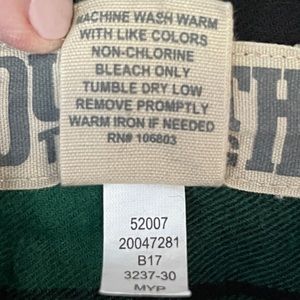 MACHINE WASH WARM
WITH LIKE COLORS
NON-CHLORINE
BLEACH ONLY
TUMBLE DRY LOW
REMOVE PROMPTLY
WARM IRON IF NEEDED
RN# 106803
52007
20047281
B17
3237-30
MYP